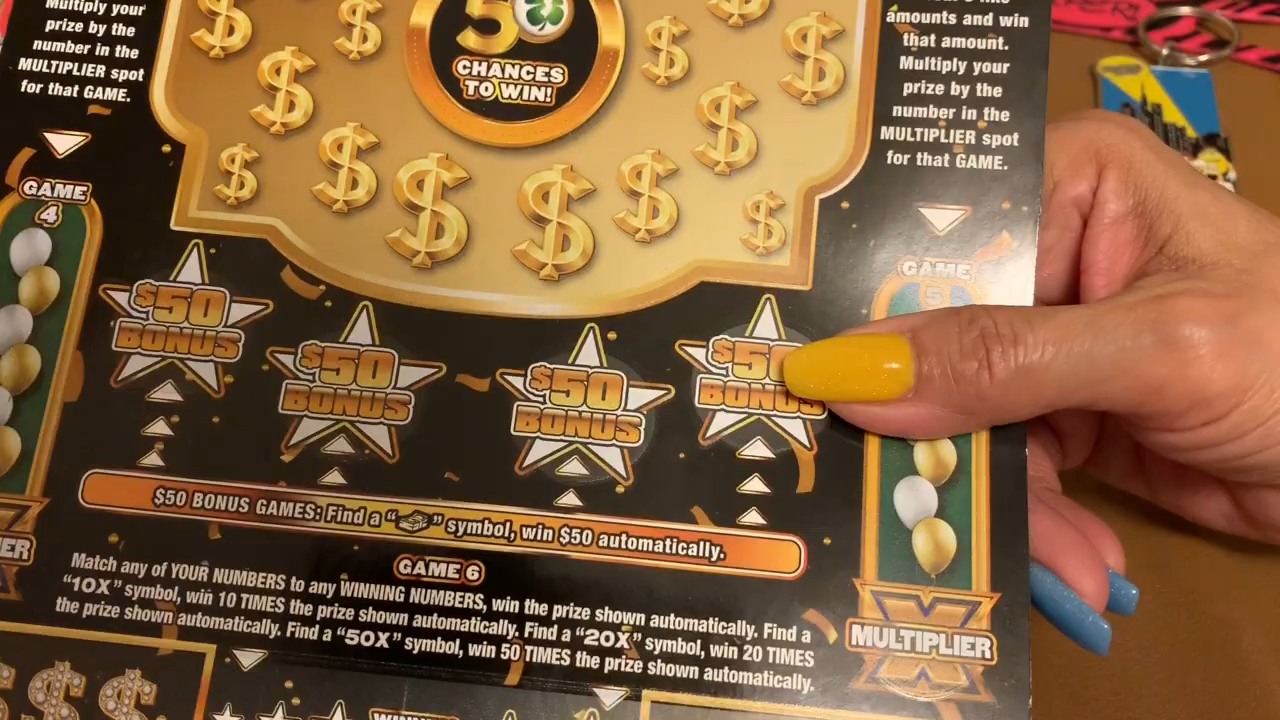 Multiply your
prize by the
number in the
MULTIPLIER spot
for that GAME.
GAME
4
50
CHANCES
TO WIN!
amounts and win
that amount.
Multiply your
prize by the
number in the
MULTIPLIER spot
for that GAME.
GAME
5
$50
BONUS
$50
BONUS
$50
BONUS
$50
BONUS
$50 BONUS GAMES: Find a “ ” symbol, win $50 automatically.
GAME 6
Match any of YOUR NUMBERS to any WINNING NUMBERS, win the prize shown automatically. Find a
“10X” symbol, win 10 TIMES the prize shown automatically. Find a “20X” symbol, win 20 TIMES
the prize shown automatically. Find a “50X” symbol, win 50 TIMES the prize shown automatically.
MULTIPLIER